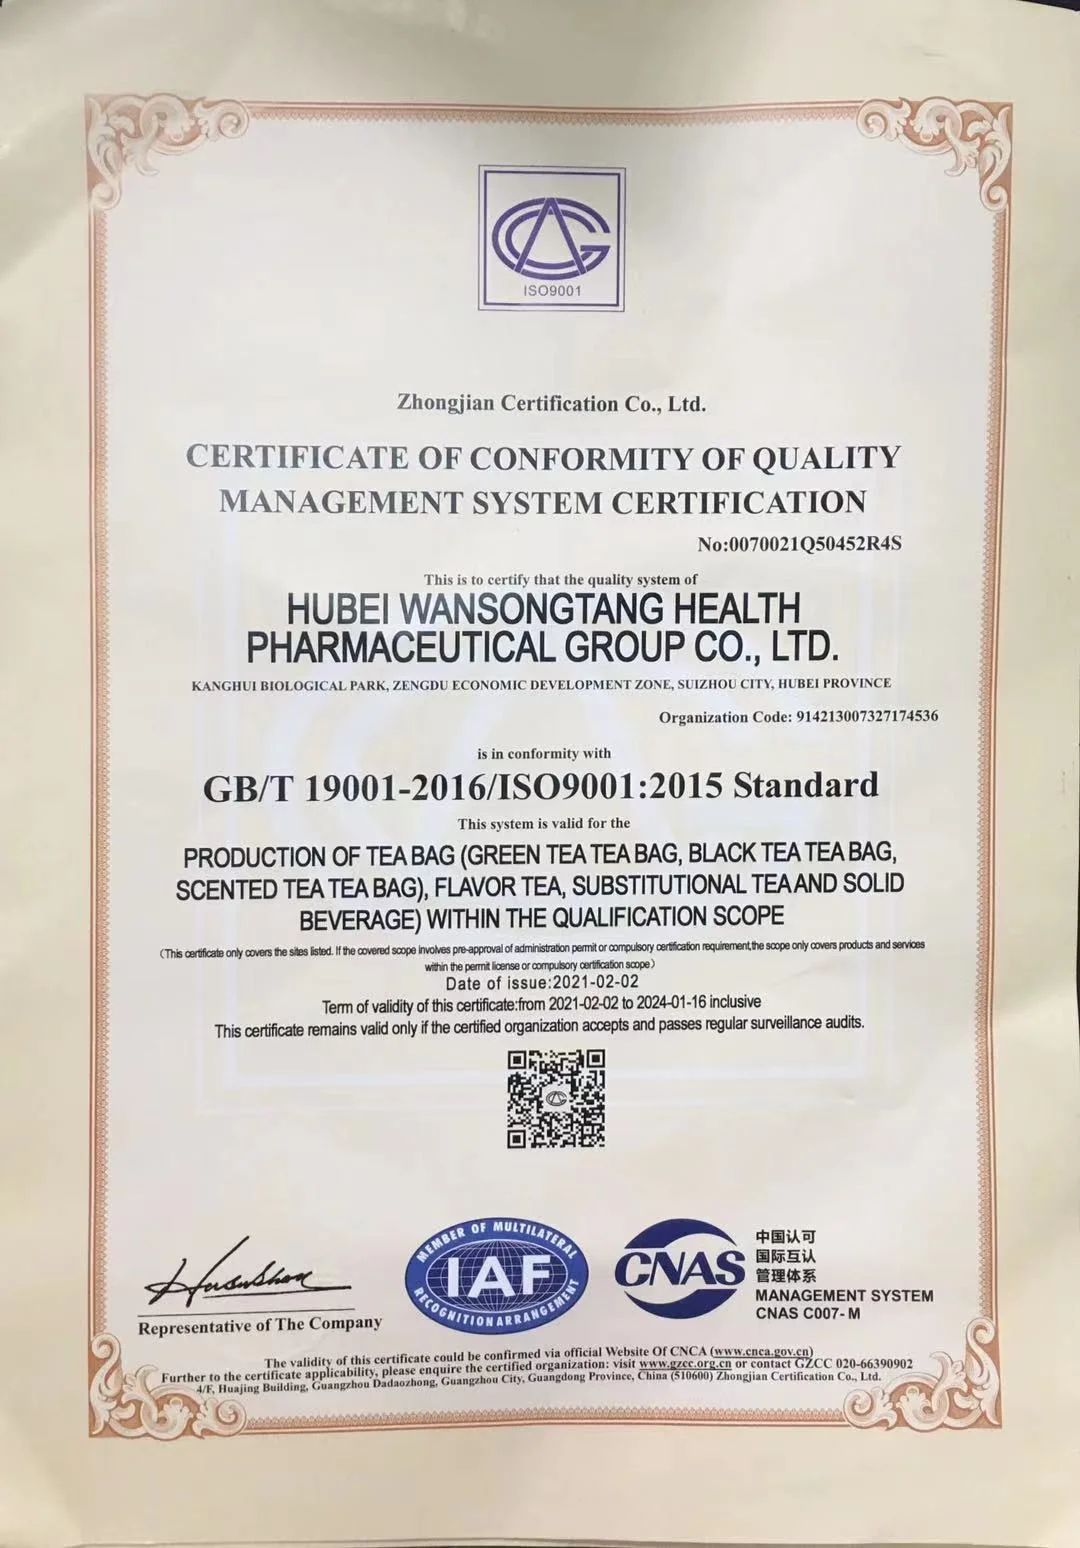 ISO9001
Zhongjian Certification Co., Ltd.
CERTIFICATE OF CONFORMITY OF QUALITY
MANAGEMENT SYSTEM CERTIFICATION
No:0070021Q50452R4S
This is to certify that the quality system of
HUBEI WANSONGTANG HEALTH
PHARMACEUTICAL GROUP CO., LTD.
KANGHUI BIOLOGICAL PARK, ZENGDU ECONOMIC DEVELOPMENT ZONE, SUIZHOU CITY, HUBEI PROVINCE
Organization Code: 914213007327174536
is in conformity with
GB/T 19001-2016/ISO9001:2015 Standard
This system is valid for the
PRODUCTION OF TEA BAG (GREEN TEA TEA BAG, BLACK TEA TEA BAG,
SCENTED TEA TEA BAG), FLAVOR TEA, SUBSTITUTIONAL TEA AND SOLID
BEVERAGE) WITHIN THE QUALIFICATION SCOPE
(This certificate only covers the sites listed. If the covered scope involves pre-approval of administration permit or compulsory certification requirement,the scope only covers products and services
within the permit license or compulsory certification scope)
Date of issue:2021-02-02
Term of validity of this certificate:from 2021-02-02 to 2024-01-16 inclusive
This certificate remains valid only if the certified organization accepts and passes regular surveillance audits.
Representative of The Company
MEMBER OF MULTILATERAL
IAF
RECOGNITION ARRANGEMENT
CNAS
中国认可
国际互认
管理体系
MANAGEMENT SYSTEM
CNAS C007-M
The validity of this certificate could be confirmed via official Website Of CNCA (www.cnca.gov.cn)
Further to the certificate applicability, please enquire the certified organization: visit www.gzcc.org.cn or contact GZCC 020-66390902
4/F, Huajing Building, Guangzhou Dadaozhong, Guangzhou City, Guangdong Province, China (510600) Zhongjian Certification Co., Ltd.